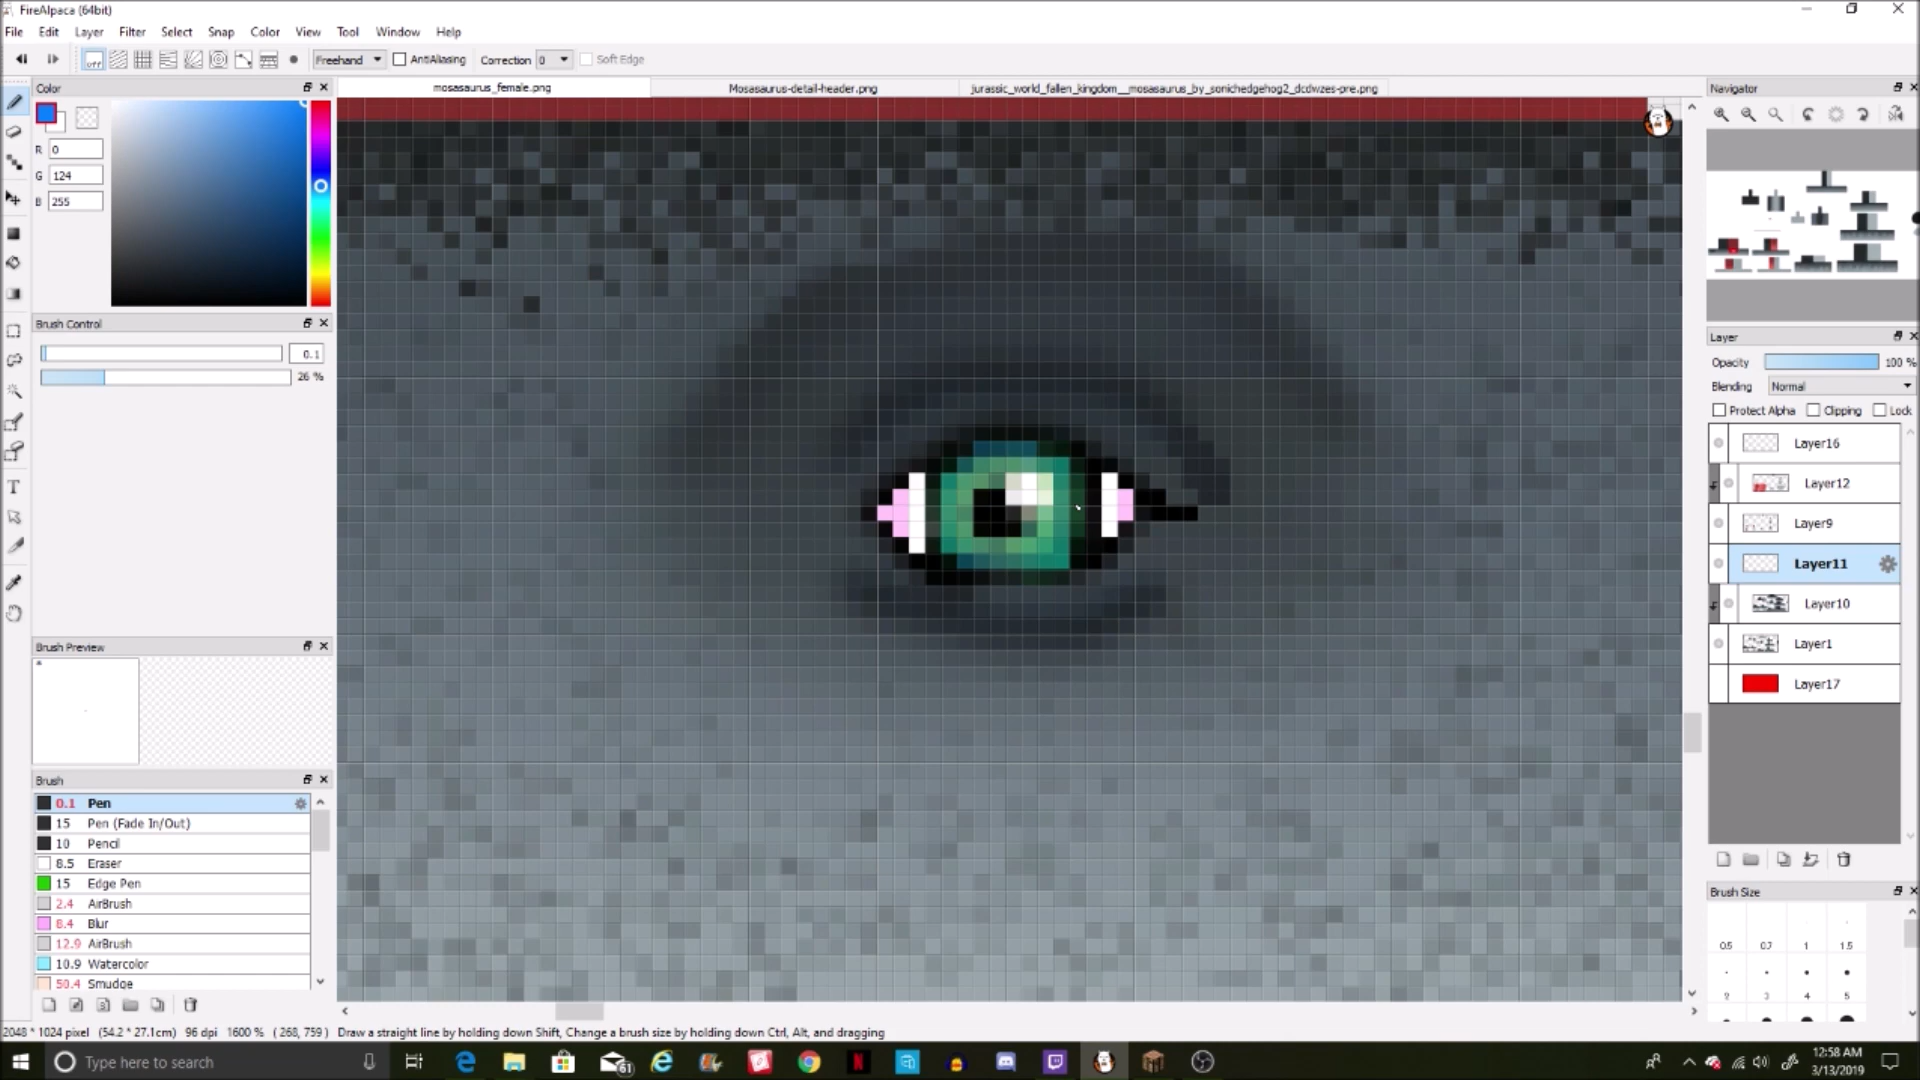 FireAlpaca (64bit)
File Edit Layer Filter Select Snap Color View Tool Window Help
off Freehand AntiAliasing Correction 0 Soft Edge
Color mosasaurus_female.png Mosasaurus-detail-header.png jurassic_world_fallen_kingdom__mosasaurus_by_sonichedgehog2_dcdwzes-pre.png Navigator
R 0
G 124
B 255
Brush Control
0.1
26 %
Layer
Opacity 100 %
Blending Normal
Protect Alpha Clipping Lock
Layer16
Layer12
Layer9
Layer11
Layer10
Layer1
Layer17
Brush Preview
Brush
0.1 Pen
15 Pen (Fade In/Out)
10 Pencil
8.5 Eraser
15 Edge Pen
2.4 AirBrush
8.4 Blur
12.9 AirBrush
10.9 Watercolor
50.4 Smudge
Brush Size
0.5 0.7 1 1.5
2 3 4 5
2048 * 1024 pixel (54.2 * 27.1cm) 96 dpi 1600 % ( 268, 759 ) Draw a straight line by holding down Shift, Change a brush size by holding down Ctrl, Alt, and dragging
Type here to search
61
12:58 AM
3/13/2019